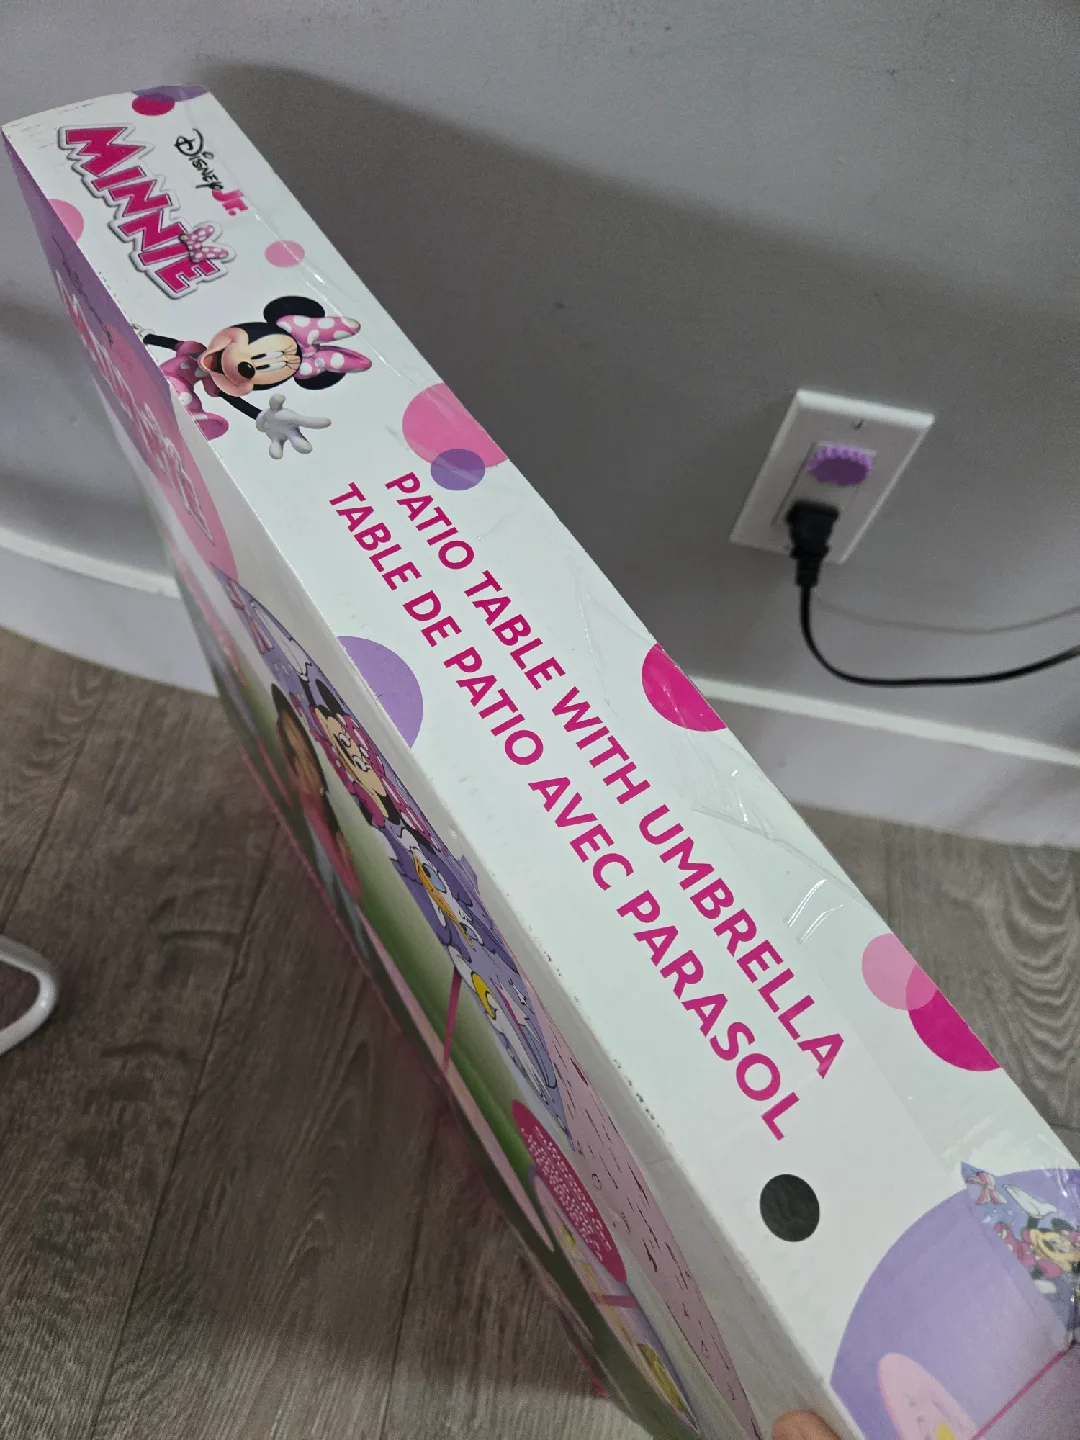 Disney Jr.
MINNIE
PATIO TABLE WITH UMBRELLA
TABLE DE PATIO AVEC PARASOL